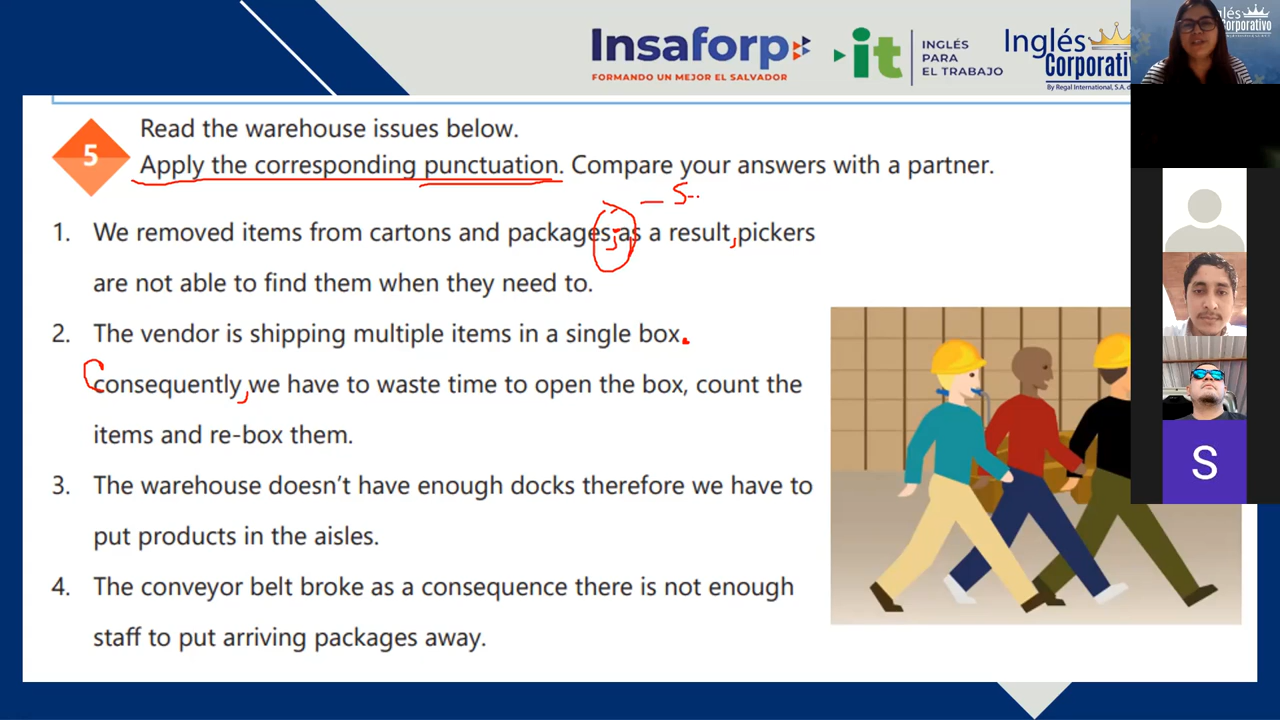 Insaforp
FORMANDO UN MEJOR EL SALVADOR
it
INGLÉS
PARA
EL TRABAJO
Inglés
Corporativ
By Regal International, S.A. d
glés
Corporativo
5
Read the warehouse issues below.
Apply the corresponding punctuation. Compare your answers with a partner.
S
1. We removed items from cartons and packages;as a result,pickers
are not able to find them when they need to.
2. The vendor is shipping multiple items in a single box.
Consequently,we have to waste time to open the box, count the
items and re-box them.
3. The warehouse doesn't have enough docks therefore we have to
put products in the aisles.
4. The conveyor belt broke as a consequence there is not enough
staff to put arriving packages away.
S